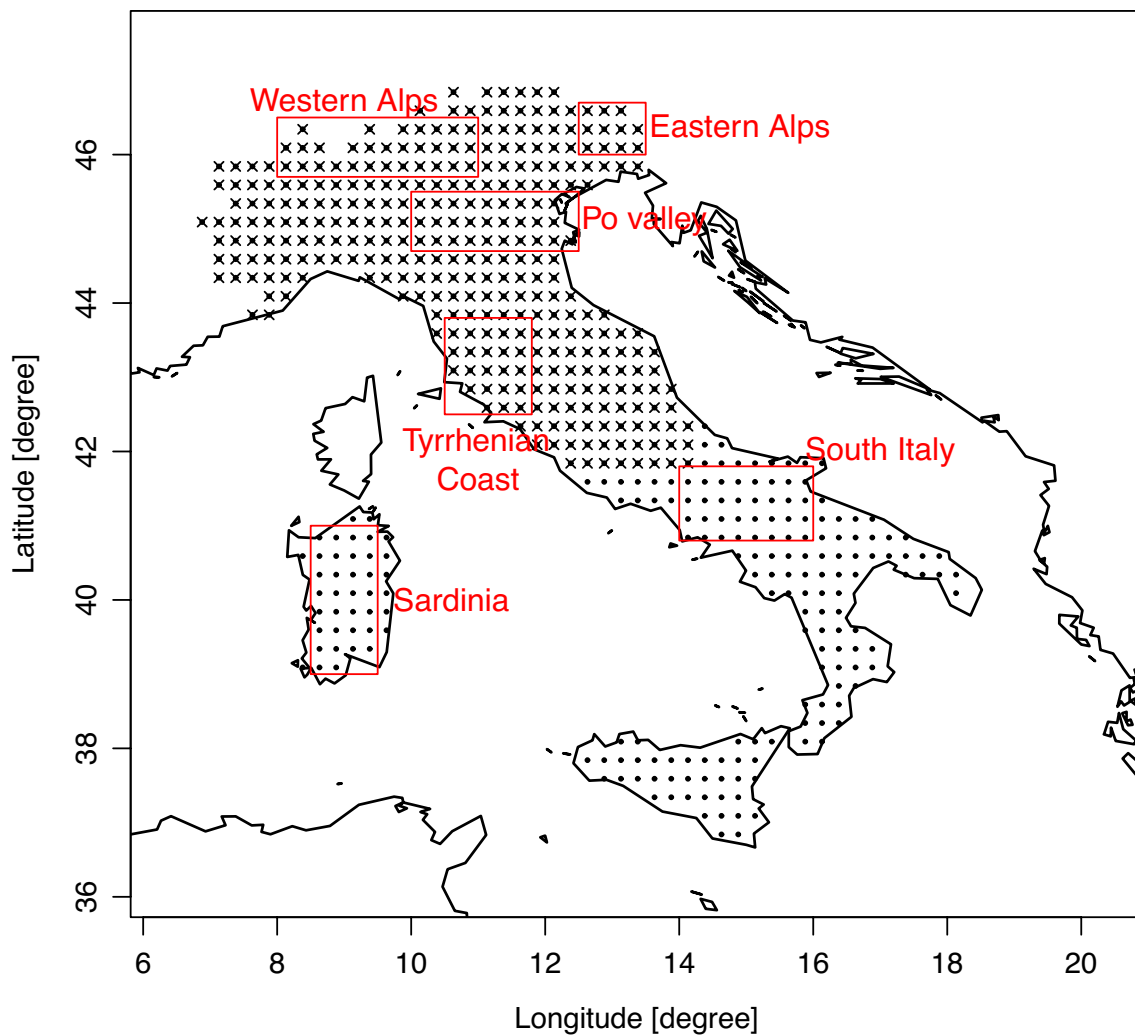 Western Alps
Eastern Alps
Po valley
Tyrrhenian
Coast
South Italy
Sardinia
46
44
42
40
38
36
Latitude [degree]
6
8
10
12
14
16
18
20
Longitude [degree]